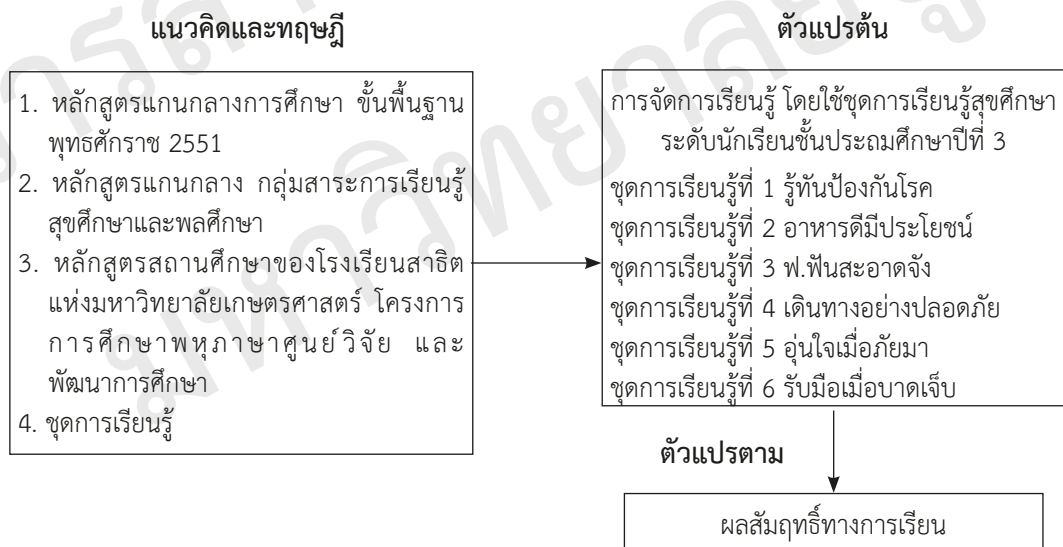 แนวคิดและทฤษฎี
1. หลักสูตรแกนกลางการศึกษา ขั้นพื้นฐาน
พุทธศักราช 2551
2. หลักสูตรแกนกลาง กลุ่มสาระการเรียนรู้
สุขศึกษาและพลศึกษา
3. หลักสูตรสถานศึกษาของโรงเรียนสาธิต
แห่งมหาวิทยาลัยเกษตรศาสตร์ โครงการ
การศึกษาพหุภาษาศูนย์วิจัย และ
พัฒนาการศึกษา
4. ชุดการเรียนรู้
ตัวแปรต้น
การจัดการเรียนรู้ โดยใช้ชุดการเรียนรู้สุขศึกษา
ระดับนักเรียนชั้นประถมศึกษาปีที่ 3
ชุดการเรียนรู้ที่ 1 รู้ทันป้องกันโรค
ชุดการเรียนรู้ที่ 2 อาหารดีมีประโยชน์
ชุดการเรียนรู้ที่ 3 ฟ.ฟันสะอาดจัง
ชุดการเรียนรู้ที่ 4 เดินทางอย่างปลอดภัย
ชุดการเรียนรู้ที่ 5 อุ่นใจเมื่อภัยมา
ชุดการเรียนรู้ที่ 6 รับมือเมื่อบาดเจ็บ
ตัวแปรตาม
ผลสัมฤทธิ์ทางการเรียน